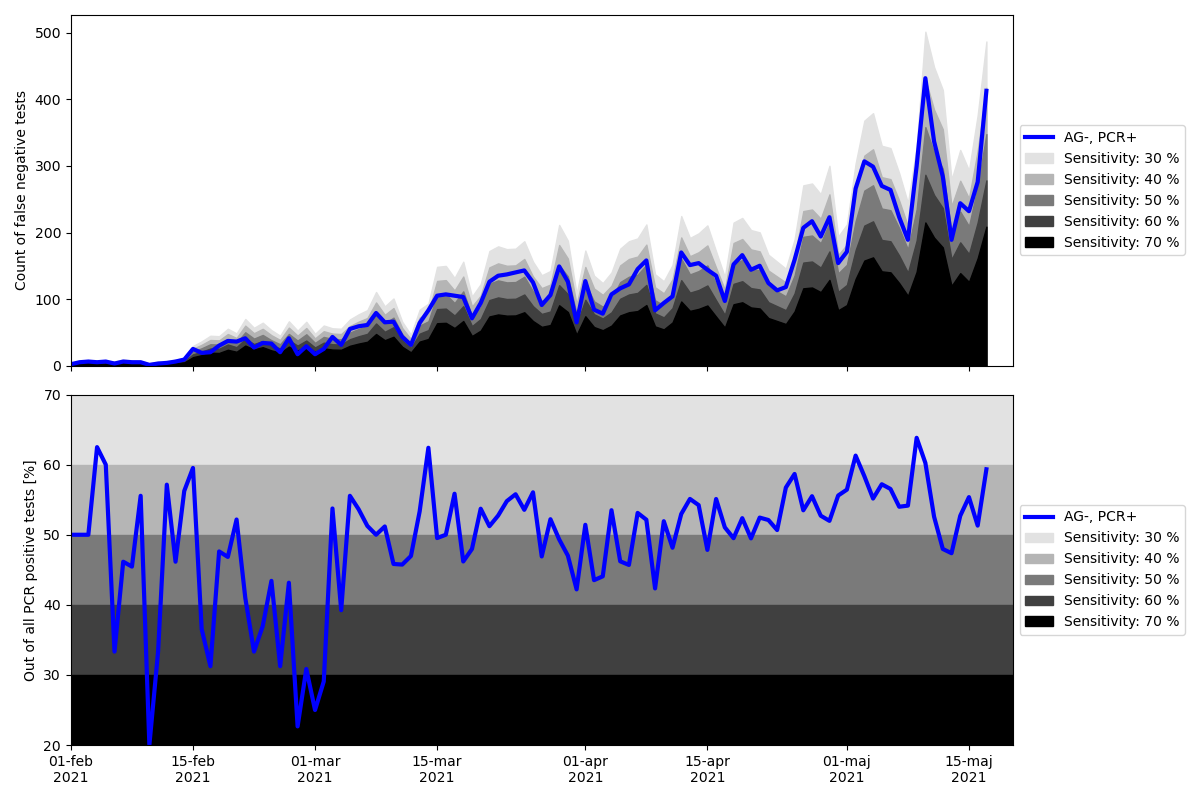 500
400
300
200
100
0
Count of false negative tests
AG-, PCR+
Sensitivity: 30 %
Sensitivity: 40 %
Sensitivity: 50 %
Sensitivity: 60 %
Sensitivity: 70 %
70
60
50
40
30
20
Out of all PCR positive tests [%]
AG-, PCR+
Sensitivity: 30 %
Sensitivity: 40 %
Sensitivity: 50 %
Sensitivity: 60 %
Sensitivity: 70 %
01-feb 15-feb 01-mar 15-mar 01-apr 15-apr 01-maj 15-maj
2021 2021 2021 2021 2021 2021 2021 2021